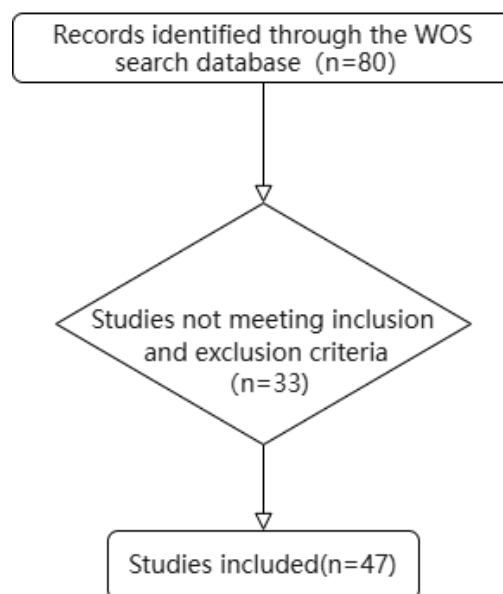 Records identified through the WOS
search database (n=80)
Studies not meeting inclusion
and exclusion criteria
(n=33)
Studies included(n=47)